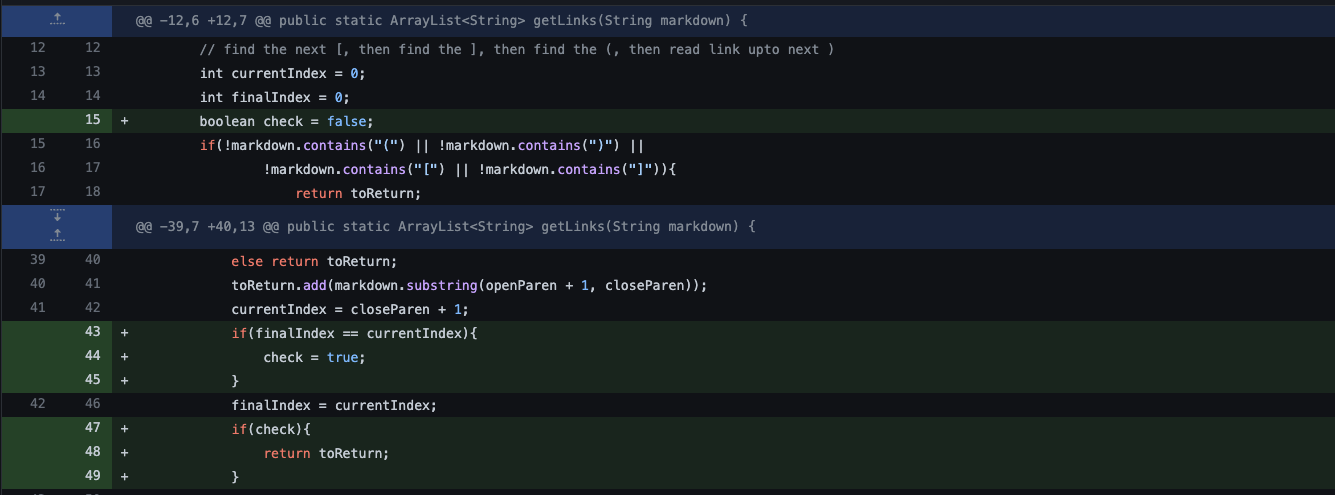 @@ -12,6 +12,7 @@ public static ArrayList<String> getLinks(String markdown) {
12 12 // find the next [, then find the ], then find the (, then read link upto next )
13 13 int currentIndex = 0;
14 14 int finalIndex = 0;
15 + boolean check = false;
15 16 if(!markdown.contains("(") || !markdown.contains(")") ||
16 17 !markdown.contains("[") || !markdown.contains("]")){
17 18 return toReturn;
@@ -39,7 +40,13 @@ public static ArrayList<String> getLinks(String markdown) {
39 40 else return toReturn;
40 41 toReturn.add(markdown.substring(openParen + 1, closeParen));
41 42 currentIndex = closeParen + 1;
43 + if(finalIndex == currentIndex){
44 + check = true;
45 + }
42 46 finalIndex = currentIndex;
47 + if(check){
48 + return toReturn;
49 + }